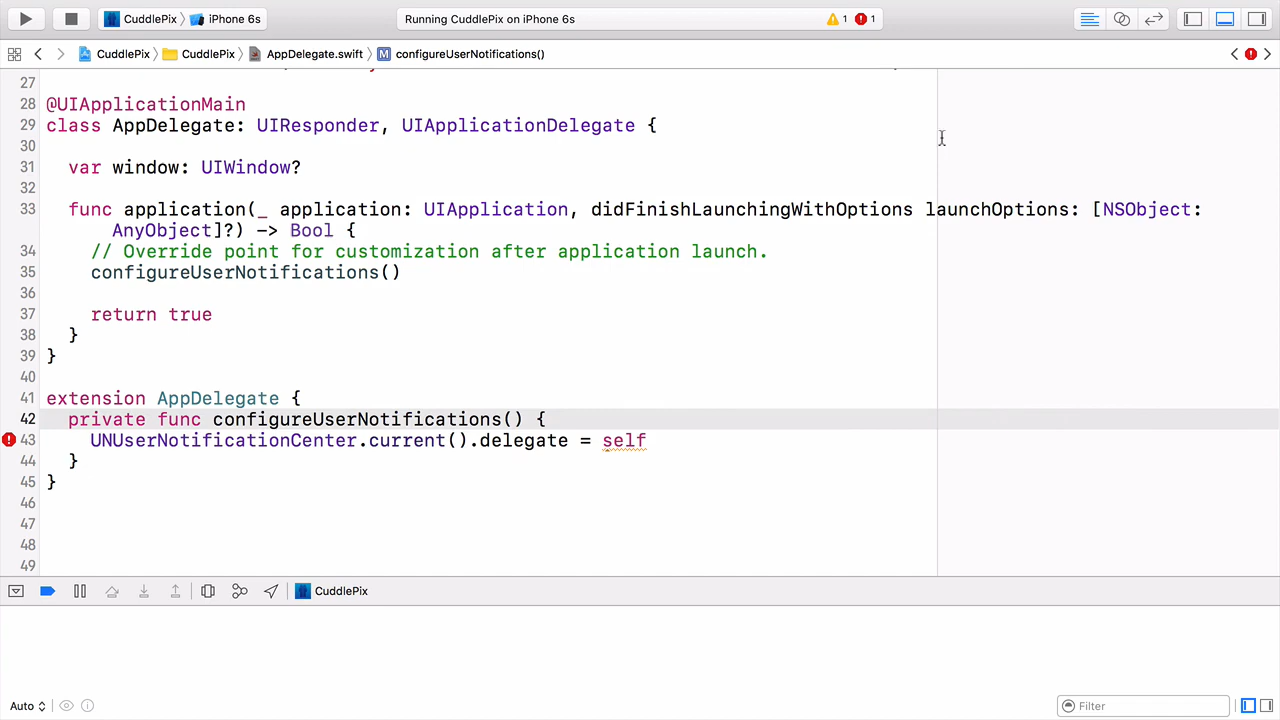 CuddlePix 〉 iPhone 6s
Running CuddlePix on iPhone 6s
1 1
CuddlePix 〉 CuddlePix 〉 AppDelegate.swift 〉 M configureUserNotifications()
27
28 @UIApplicationMain
29 class AppDelegate: UIResponder, UIApplicationDelegate {
30
31 var window: UIWindow?
32
33 func application(_ application: UIApplication, didFinishLaunchingWithOptions launchOptions: [NSObject:
AnyObject]?) -> Bool {
34 // Override point for customization after application launch.
35 configureUserNotifications()
36
37 return true
38 }
39 }
40
41 extension AppDelegate {
42 private func configureUserNotifications() {
43 UNUserNotificationCenter.current().delegate = self
44 }
45 }
46
47
48
49
CuddlePix
Auto
Filter